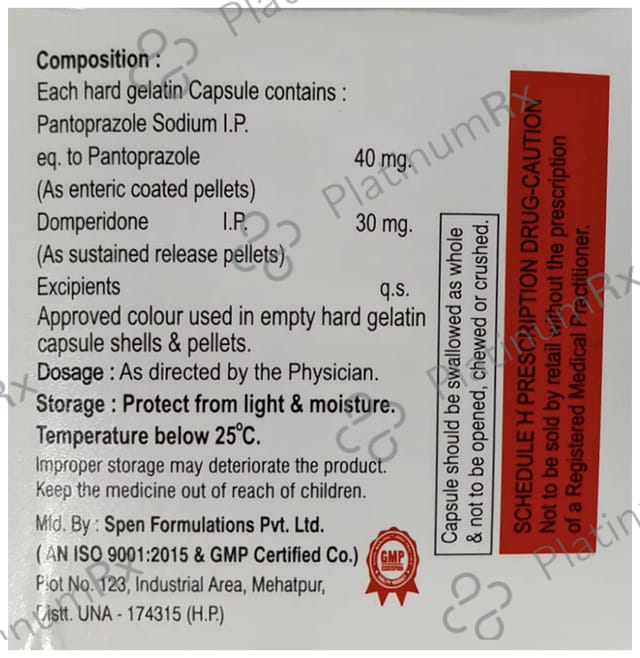 Composition :
Each hard gelatin Capsule contains :
Pantoprazole Sodium I.P.
eq. to Pantoprazole 40 mg.
(As enteric coated pellets)
Domperidone I.P. 30 mg.
(As sustained release pellets)
Excipients q.s.
Approved colour used in empty hard gelatin
capsule shells & pellets.
Dosage : As directed by the Physician.
Storage : Protect from light & moisture.
Temperature below 25°C.
Improper storage may deteriorate the product.
Keep the medicine out of reach of children.
Mfd. By : Spen Formulations Pvt. Ltd.
( AN ISO 9001:2015 & GMP Certified Co.)
Plot No. 123, Industrial Area, Mehatpur,
Distt. UNA - 174315 (H.P.)
GMP
Capsule should be swallowed as whole
& not to be opened, chewed or crushed.
SCHEDULE H PRESCRIPTION DRUG-CAUTION
Not to be sold by retail without the prescription
of a Registered Medical Practitioner.
PlatinumRx
PlatinumRx